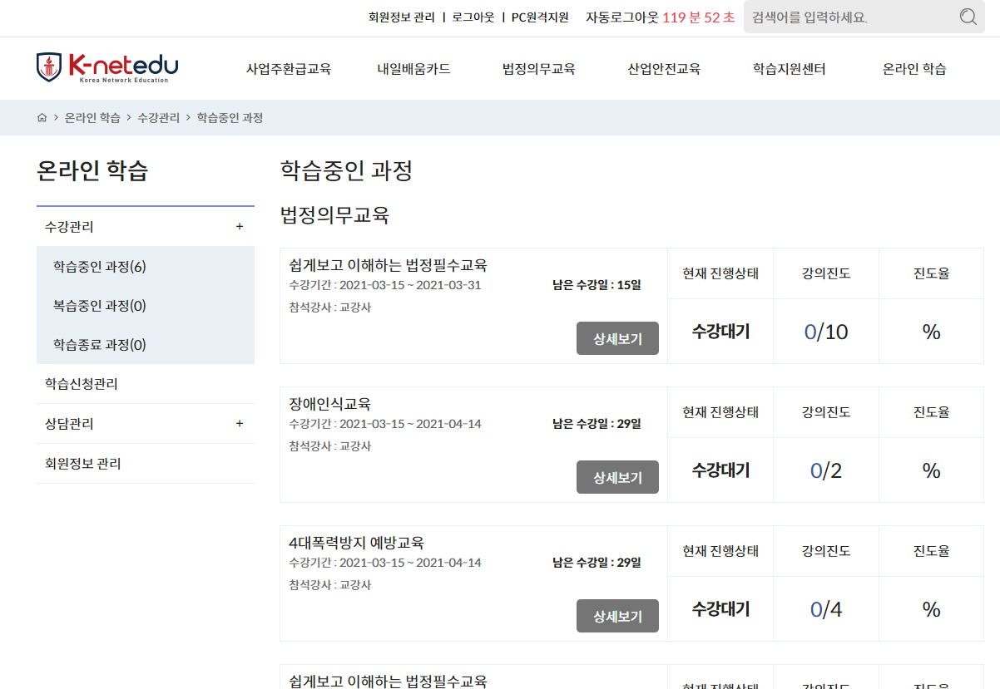 회원정보 관리 | 로그아웃 | PC원격지원 자동로그아웃 119 분 52 초 검색어를 입력하세요.
K-netedu
Korea Network Education
사업주환급교육 내일배움카드 법정의무교육 산업안전교육 학습지원센터 온라인 학습
> 온라인 학습 > 수강관리 > 학습중인 과정
온라인 학습
수강관리 +
학습중인 과정(6)
복습중인 과정(0)
학습종료 과정(0)
학습신청관리
상담관리 +
회원정보 관리
학습중인 과정
법정의무교육
쉽게보고 이해하는 법정필수교육
수강기간 : 2021-03-15 ~ 2021-03-31
남은 수강일 : 15일
참석강사 : 교강사
상세보기
현재 진행상태 강의진도 진도율
수강대기 0/10 %
장애인식교육
수강기간 : 2021-03-15 ~ 2021-04-14
남은 수강일 : 29일
참석강사 : 교강사
상세보기
현재 진행상태 강의진도 진도율
수강대기 0/2 %
4대폭력방지 예방교육
수강기간 : 2021-03-15 ~ 2021-04-14
남은 수강일 : 29일
참석강사 : 교강사
상세보기
현재 진행상태 강의진도 진도율
수강대기 0/4 %
쉽게보고 이해하는 법정필수교육
현재 진행상태 강의진도 진도율